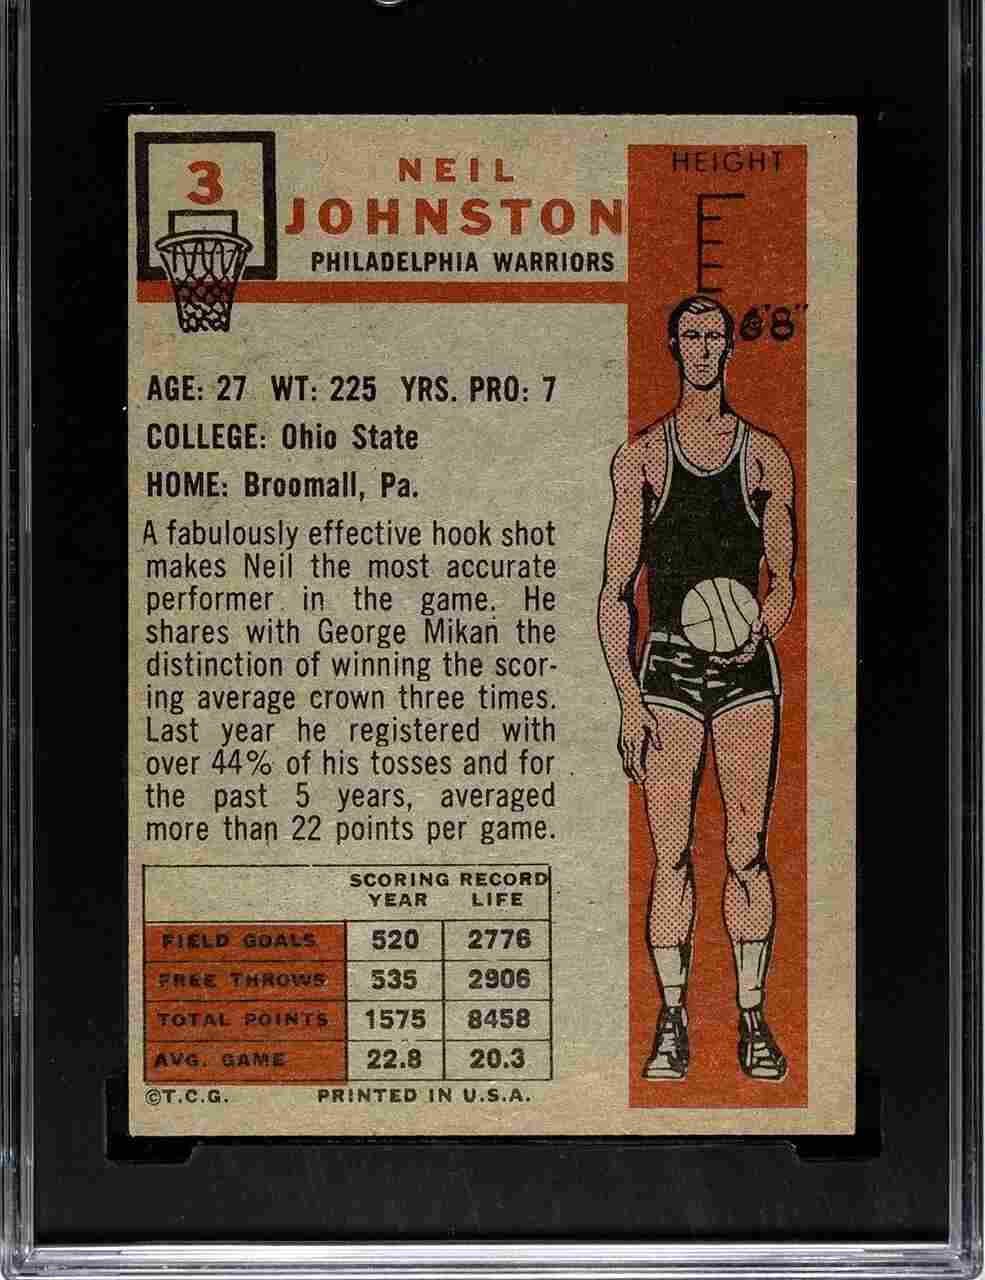 3
NEIL
JOHNSTON
PHILADELPHIA WARRIORS
HEIGHT
6'8"
AGE: 27 WT: 225 YRS. PRO: 7
COLLEGE: Ohio State
HOME: Broomall, Pa.
A fabulously effective hook shot
makes Neil the most accurate
performer in the game. He
shares with George Mikan the
distinction of winning the scor-
ing average crown three times.
Last year he registered with
over 44% of his tosses and for
the past 5 years, averaged
more than 22 points per game.
SCORING RECORD
YEAR LIFE
FIELD GOALS 520 2776
FREE THROWS 535 2906
TOTAL POINTS 1575 8458
AVG. GAME 22.8 20.3
©T.C.G. PRINTED IN U.S.A.